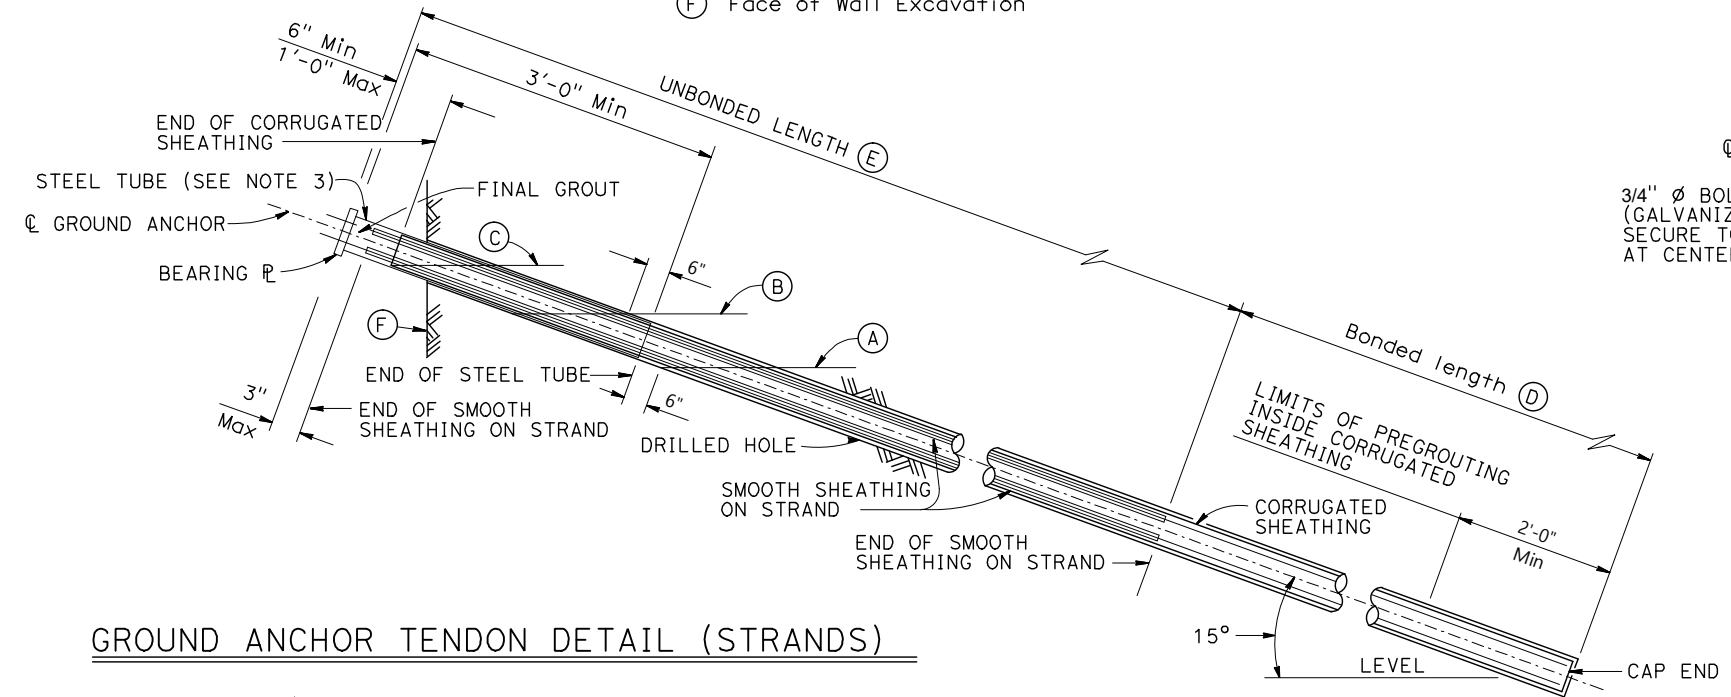 Ⓕ Face of Wall Excavation
6" Min
1'-0" Max
3'-0" Min
UNBONDED LENGTH Ⓔ
END OF CORRUGATED
SHEATHING
STEEL TUBE (SEE NOTE 3)
FINAL GROUT
℄ GROUND ANCHOR
BEARING ⅊
Ⓒ
6"
Ⓑ
Ⓕ
Ⓐ
3/4" Ø BOL
(GALVANIZ
SECURE T
AT CENTE
END OF STEEL TUBE
3"
Max
END OF SMOOTH
SHEATHING ON STRAND
6"
DRILLED HOLE
Bonded length Ⓓ
LIMITS OF PREGROUTING
INSIDE CORRUGATED
SHEATHING
SMOOTH SHEATHING
ON STRAND
CORRUGATED
SHEATHING
2'-0"
Min
END OF SMOOTH
SHEATHING ON STRAND
15°
LEVEL
CAP END
GROUND ANCHOR TENDON DETAIL (STRANDS)